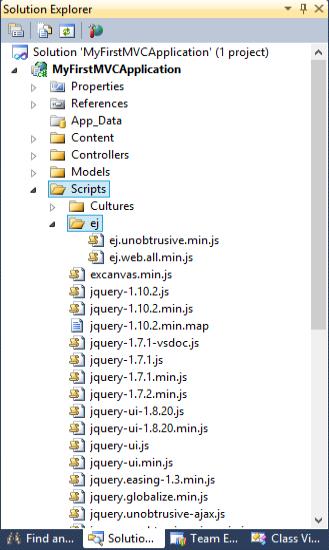 Solution Explorer
Solution 'MyFirstMVCApplication' (1 project)
MyFirstMVCApplication
Properties
References
App_Data
Content
Controllers
Models
Scripts
Cultures
ej
ej.unobtrusive.min.js
ej.web.all.min.js
excanvas.min.js
jquery-1.10.2.js
jquery-1.10.2.min.js
jquery-1.10.2.min.map
jquery-1.7.1-vsdoc.js
jquery-1.7.1.js
jquery-1.7.1.min.js
jquery-1.7.2.min.js
jquery-ui-1.8.20.js
jquery-ui-1.8.20.min.js
jquery-ui.js
jquery-ui.min.js
jquery.easing-1.3.min.js
jquery.globalize.min.js
jquery.unobtrusive-ajax.js
Find an... Solutio... Team E... Class Vi...